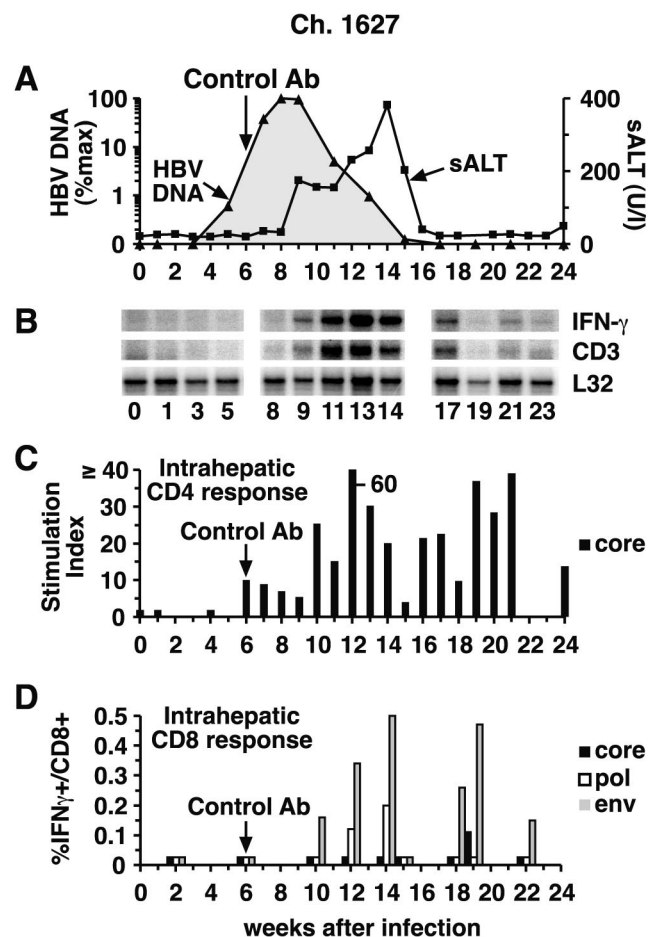 Ch. 1627
A
Control Ab
HBV DNA
(%max)
100
10
1
0
HBV
DNA
sALT
400
200
0
sALT (U/l)
0 2 4 6 8 10 12 14 16 18 20 22 24
B
IFN-γ
CD3
L32
0 1 3 5 8 9 11 13 14 17 19 21 23
C
Stimulation
Index
≥ 40
30
20
10
0
Intrahepatic
CD4 response
60
Control Ab
core
0 2 4 6 8 10 12 14 16 18 20 22 24
D
%IFNγ+/CD8+
0.5
0.4
0.3
0.2
0.1
0
Intrahepatic
CD8 response
Control Ab
core
pol
env
0 2 4 6 8 10 12 14 16 18 20 22 24
weeks after infection